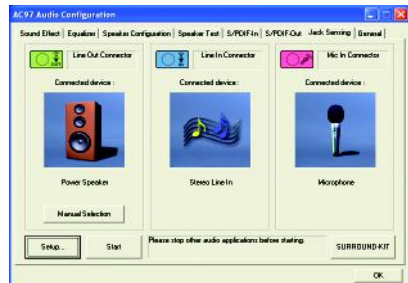 AC97 Audio Configuration
Sound Effect | Equalizer | Speaker Configuration | Speaker Test | S/PDIF-In | S/PDIF-Out | Jack Sensing | General
Line Out Connector
Line In Connector
Mic In Connector
Connected device :
Connected device :
Connected device :
Power Speaker
Stereo Line In
Microphone
Manual Selection
Setup...
Start
Please stop other audio applications before starting.
SURROUND-KIT
OK